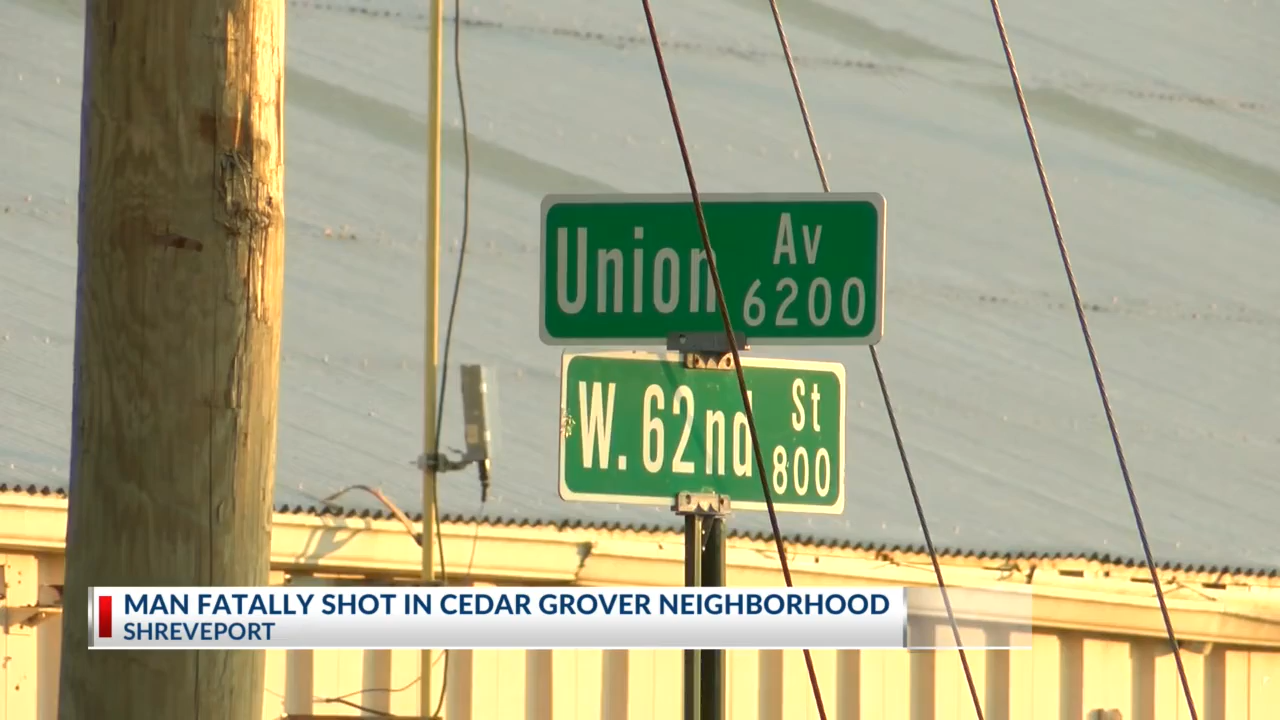 Union Av 6200
W. 62nd St 800
MAN FATALLY SHOT IN CEDAR GROVER NEIGHBORHOOD
SHREVEPORT